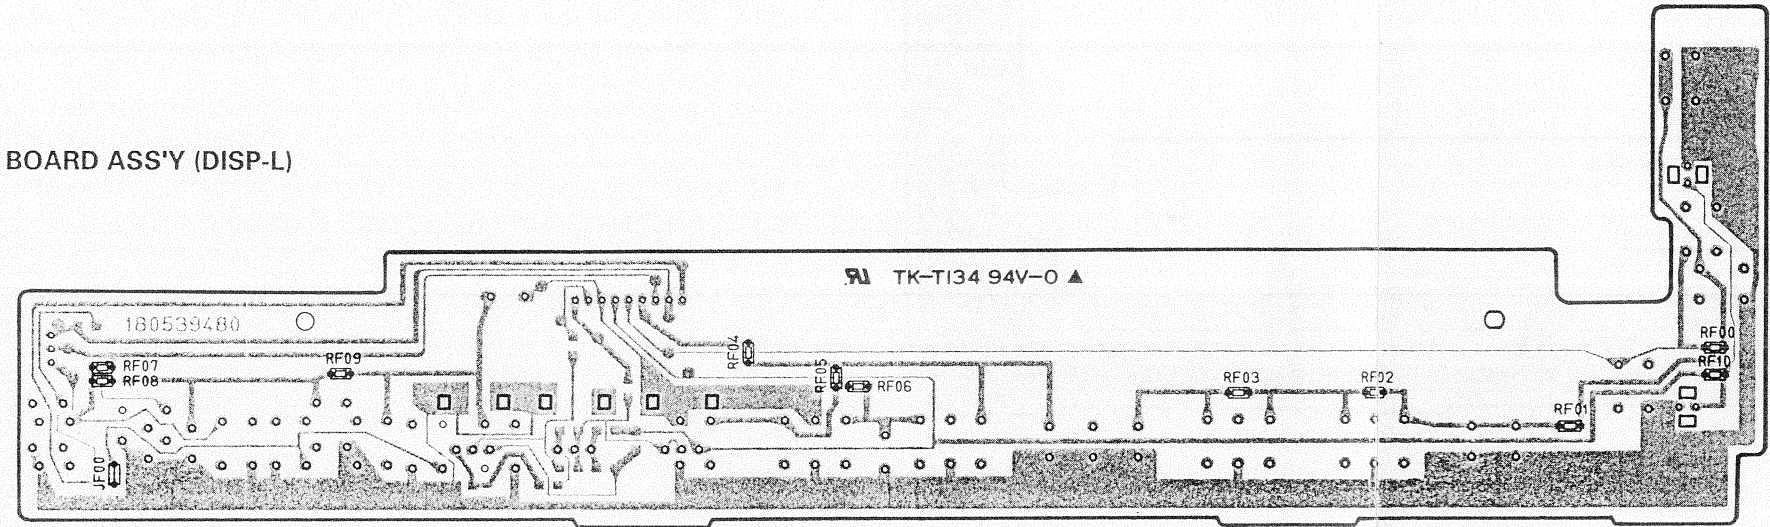 BOARD ASS'Y (DISP-L)
TK-T134 94V-0
180539480
RF00
RF10
RF04
RF09
RF07
RF08
RF05
RF06
RF03
RF02
RF01
JF00